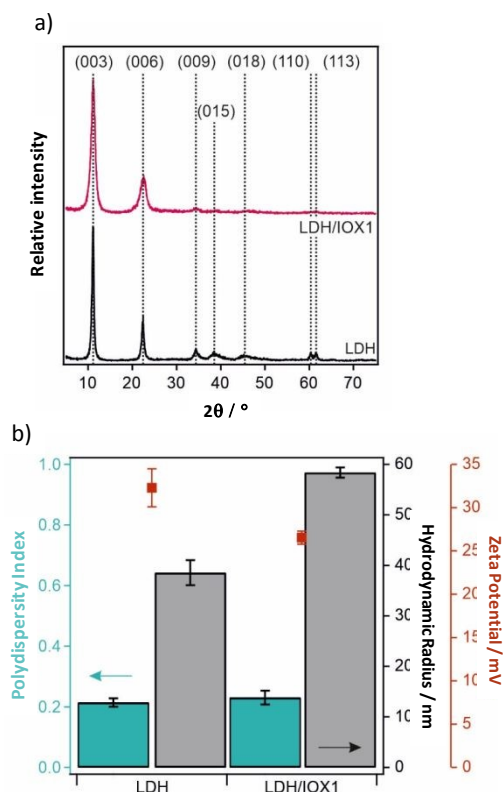 a)
(003) (006) (009) (018) (110) (113)
(015)
Relative intensity
LDH/IOX1
LDH
10 20 30 40 50 60 70
2θ / °
b)
Polydispersity Index
1.0
0.8
0.6
0.4
0.2
0.0
Hydrodynamic Radius / nm
60
50
40
30
20
10
0
Zeta Potential / mV
35
30
25
20
15
10
5
0
LDH LDH/IOX1